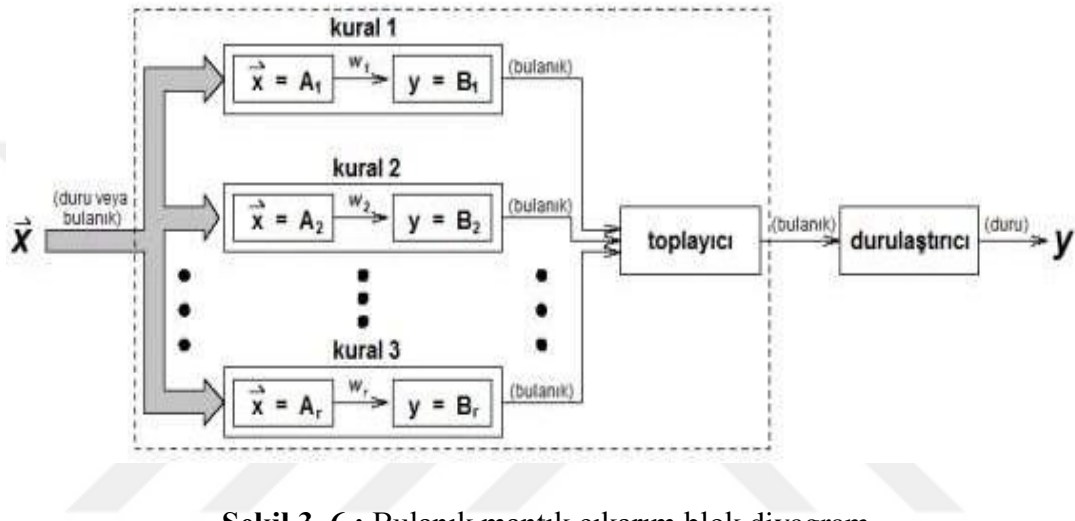 kural 1
x⃗ = A₁
w₁
y = B₁
(bulanık)
kural 2
x⃗ = A₂
w₂
y = B₂
(bulanık)
(duru veya
bulanık)
x⃗
toplayıcı
(bulanık)
durulaştırıcı
(duru)
y
kural 3
x⃗ = Aᵣ
wᵣ
y = Bᵣ
(bulanık)
Şekil 3. 6 : Bulanık mantık çıkarım blok diyagram